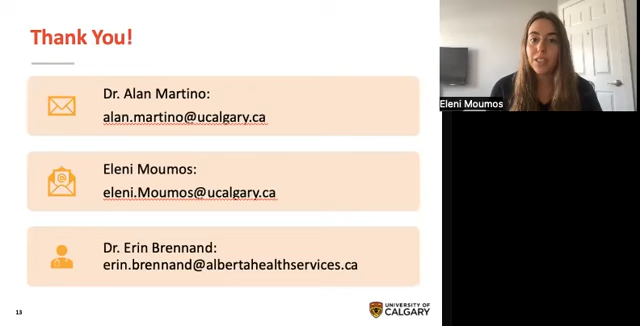 Thank You!
Dr. Alan Martino:
alan.martino@ucalgary.ca
Eleni Moumos:
eleni.Moumos@ucalgary.ca
Dr. Erin Brennand:
erin.brennand@albertahealthservices.ca
13
UNIVERSITY OF
CALGARY
Eleni Moumos